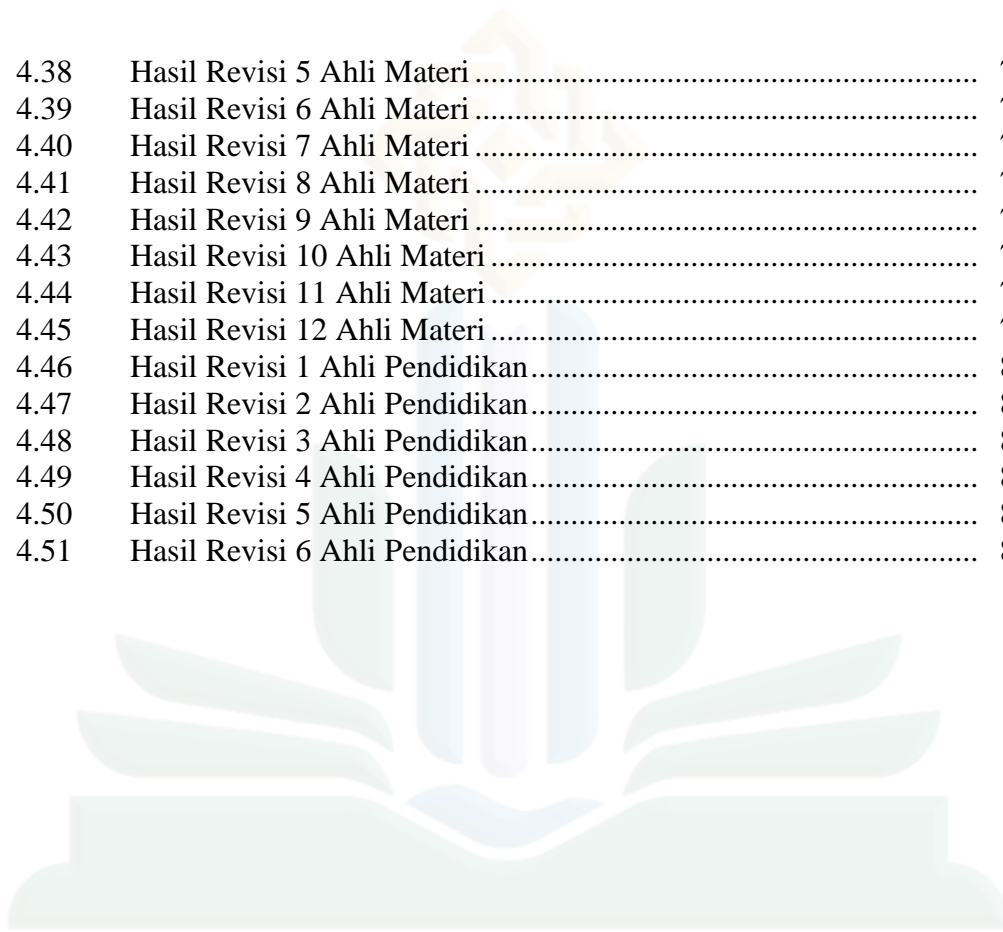 4.38 Hasil Revisi 5 Ahli Materi ..............................................................
4.39 Hasil Revisi 6 Ahli Materi ..............................................................
4.40 Hasil Revisi 7 Ahli Materi ..............................................................
4.41 Hasil Revisi 8 Ahli Materi ..............................................................
4.42 Hasil Revisi 9 Ahli Materi ..............................................................
4.43 Hasil Revisi 10 Ahli Materi ............................................................
4.44 Hasil Revisi 11 Ahli Materi ............................................................
4.45 Hasil Revisi 12 Ahli Materi ............................................................
4.46 Hasil Revisi 1 Ahli Pendidikan .......................................................
4.47 Hasil Revisi 2 Ahli Pendidikan .......................................................
4.48 Hasil Revisi 3 Ahli Pendidikan .......................................................
4.49 Hasil Revisi 4 Ahli Pendidikan .......................................................
4.50 Hasil Revisi 5 Ahli Pendidikan .......................................................
4.51 Hasil Revisi 6 Ahli Pendidikan .......................................................